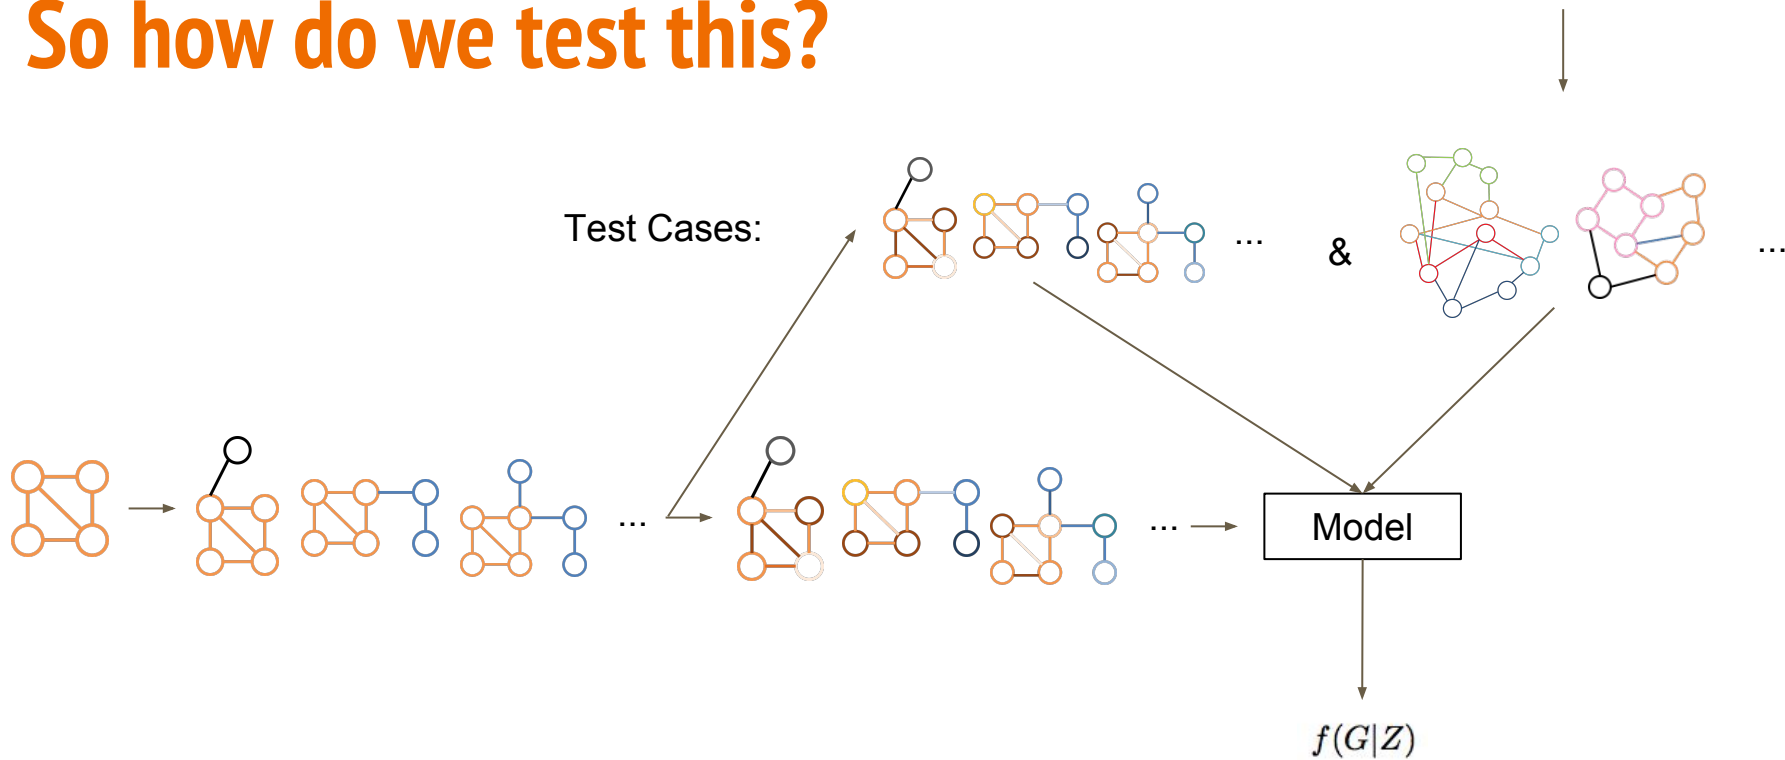 So how do we test this?
Test Cases:
...
&
...
...
...
Model
f(G|Z)